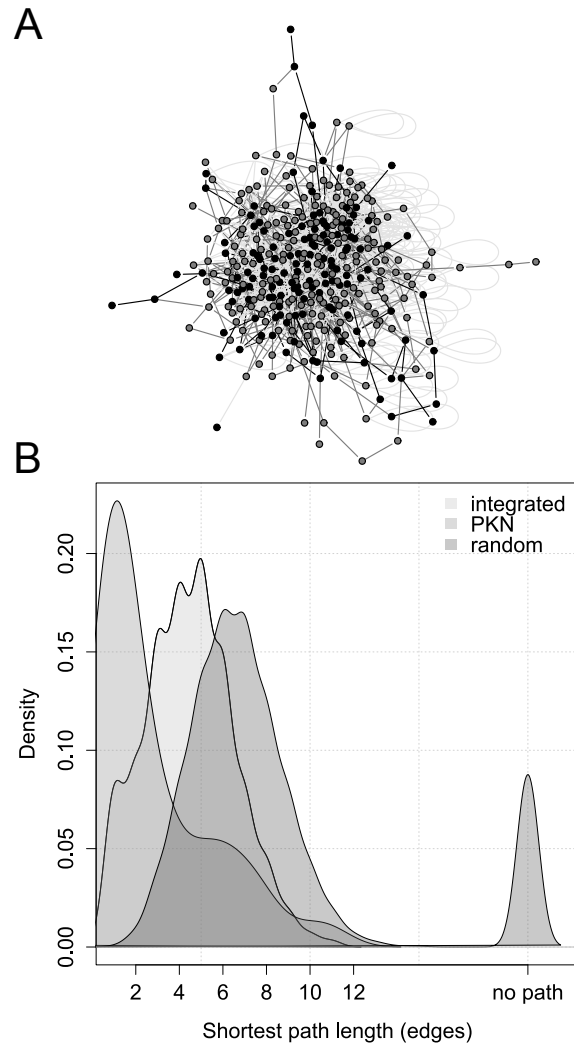 A
B
integrated
PKN
random
0.20
0.15
0.10
0.05
0.00
Density
2 4 6 8 10 12 no path
Shortest path length (edges)